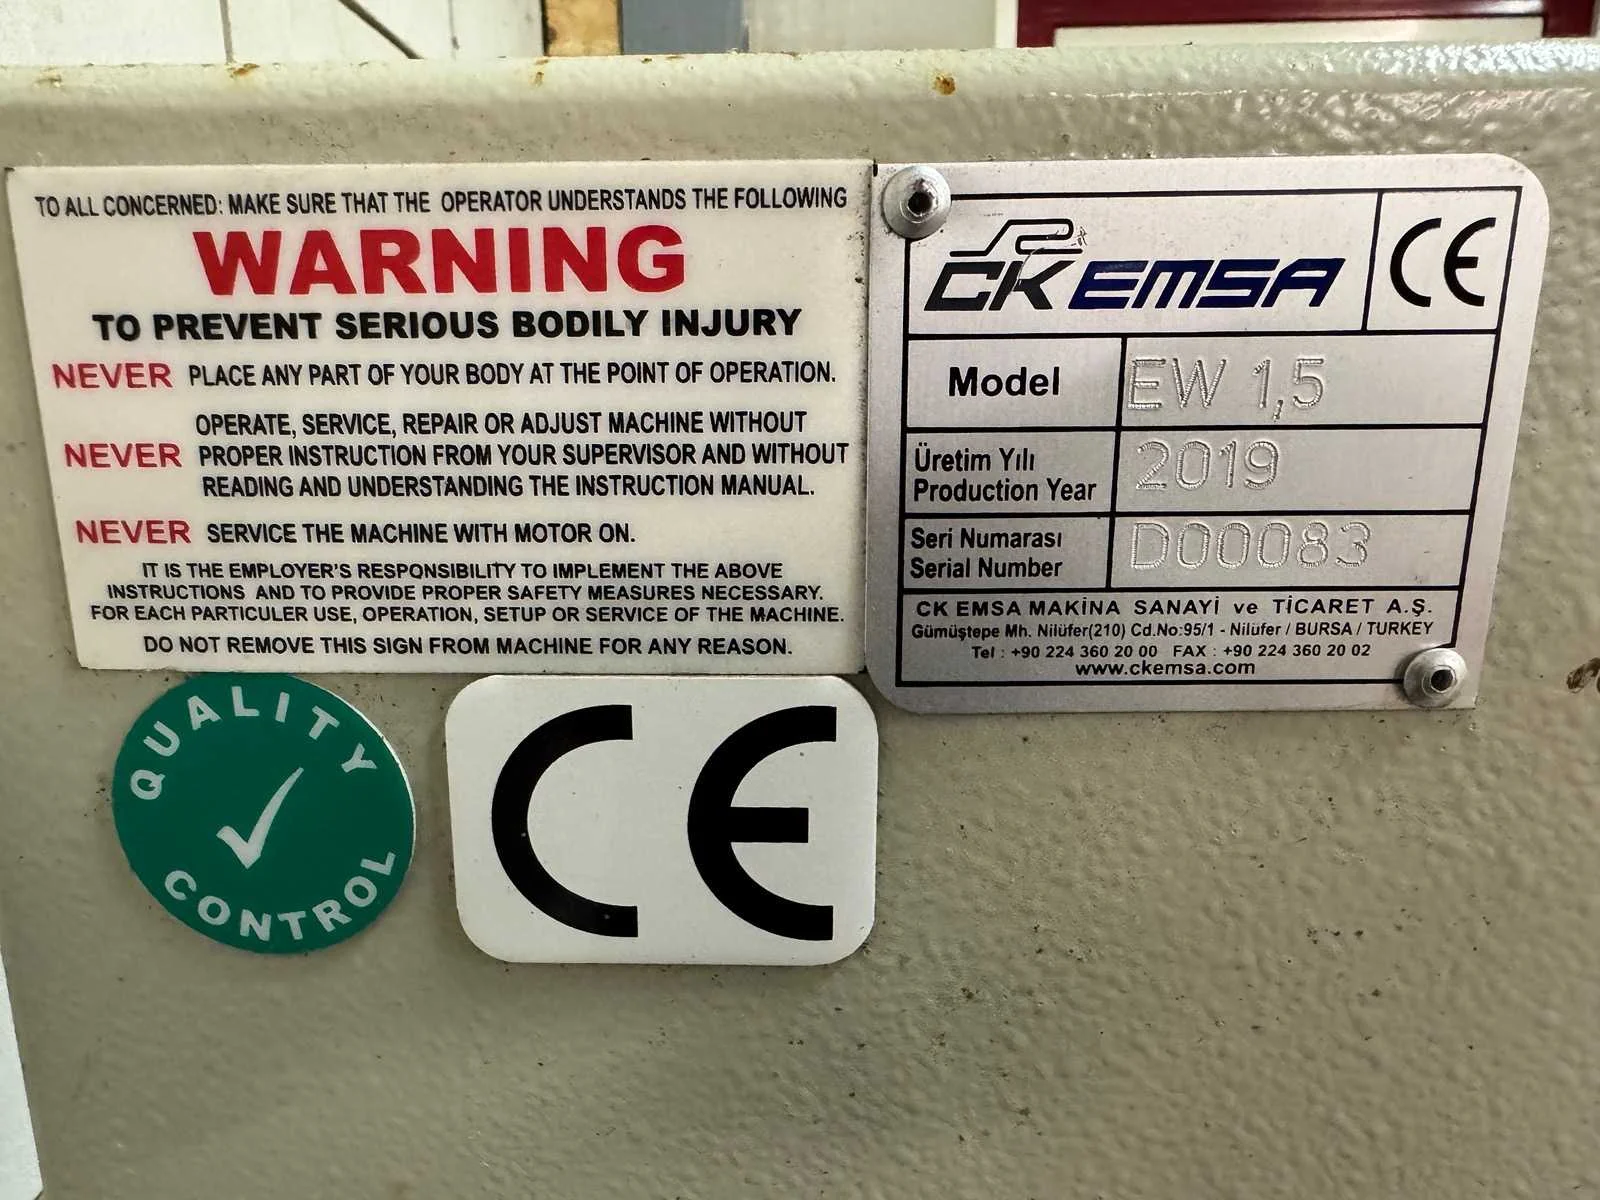 TO ALL CONCERNED: MAKE SURE THAT THE OPERATOR UNDERSTANDS THE FOLLOWING
WARNING
TO PREVENT SERIOUS BODILY INJURY
NEVER PLACE ANY PART OF YOUR BODY AT THE POINT OF OPERATION.
OPERATE, SERVICE, REPAIR OR ADJUST MACHINE WITHOUT
NEVER PROPER INSTRUCTION FROM YOUR SUPERVISOR AND WITHOUT
READING AND UNDERSTANDING THE INSTRUCTION MANUAL.
NEVER SERVICE THE MACHINE WITH MOTOR ON.
IT IS THE EMPLOYER'S RESPONSIBILITY TO IMPLEMENT THE ABOVE
INSTRUCTIONS AND TO PROVIDE PROPER SAFETY MEASURES NECESSARY.
FOR EACH PARTICULER USE, OPERATION, SETUP OR SERVICE OF THE MACHINE.
DO NOT REMOVE THIS SIGN FROM MACHINE FOR ANY REASON.
CK EMSA CE
Model EW 1,5
Üretim Yılı
Production Year 2019
Seri Numarası
Serial Number D00083
CK EMSA MAKİNA SANAYİ ve TİCARET A.Ş.
Gümüştepe Mh. Nilüfer(210) Cd.No:95/1 - Nilüfer / BURSA / TURKEY
Tel : +90 224 360 20 00 FAX : +90 224 360 20 02
www.ckemsa.com
QUALITY
CONTROL
CE